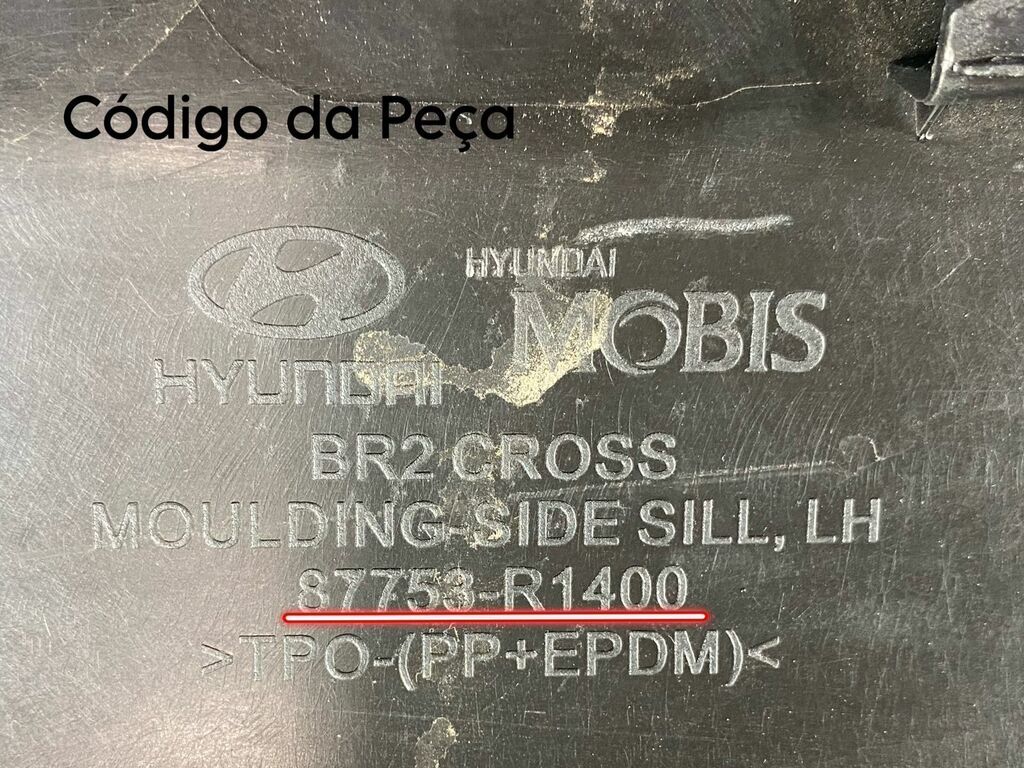 Código da Peça
HYUNDAI
HYUNDAI
MOBIS
BR2 CROSS
MOULDING-SIDE SILL, LH
87753-R1400
>TPO-(PP+EPDM)<